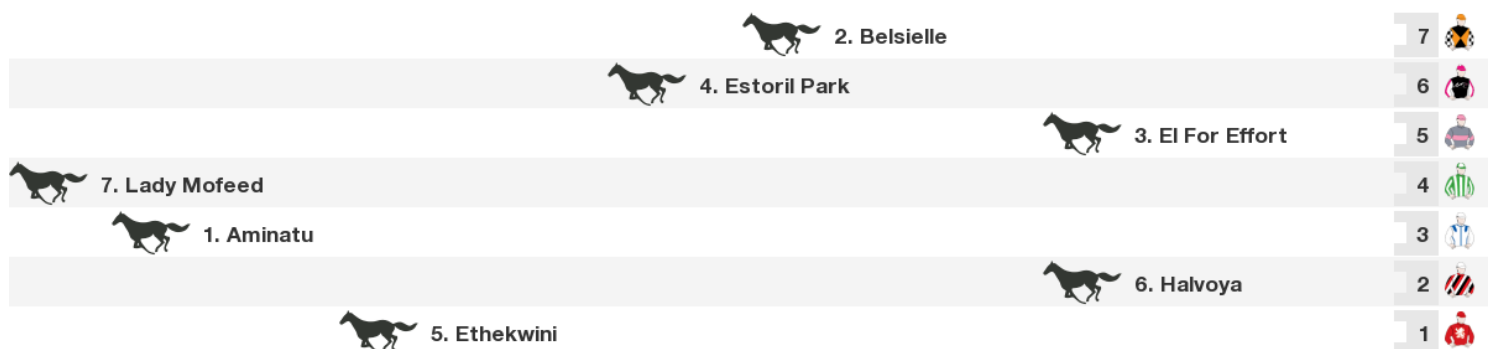 2. Belsielle 7
4. Estoril Park 6
3. El For Effort 5
7. Lady Mofeed 4
1. Aminatu 3
6. Halvoya 2
5. Ethekwini 1